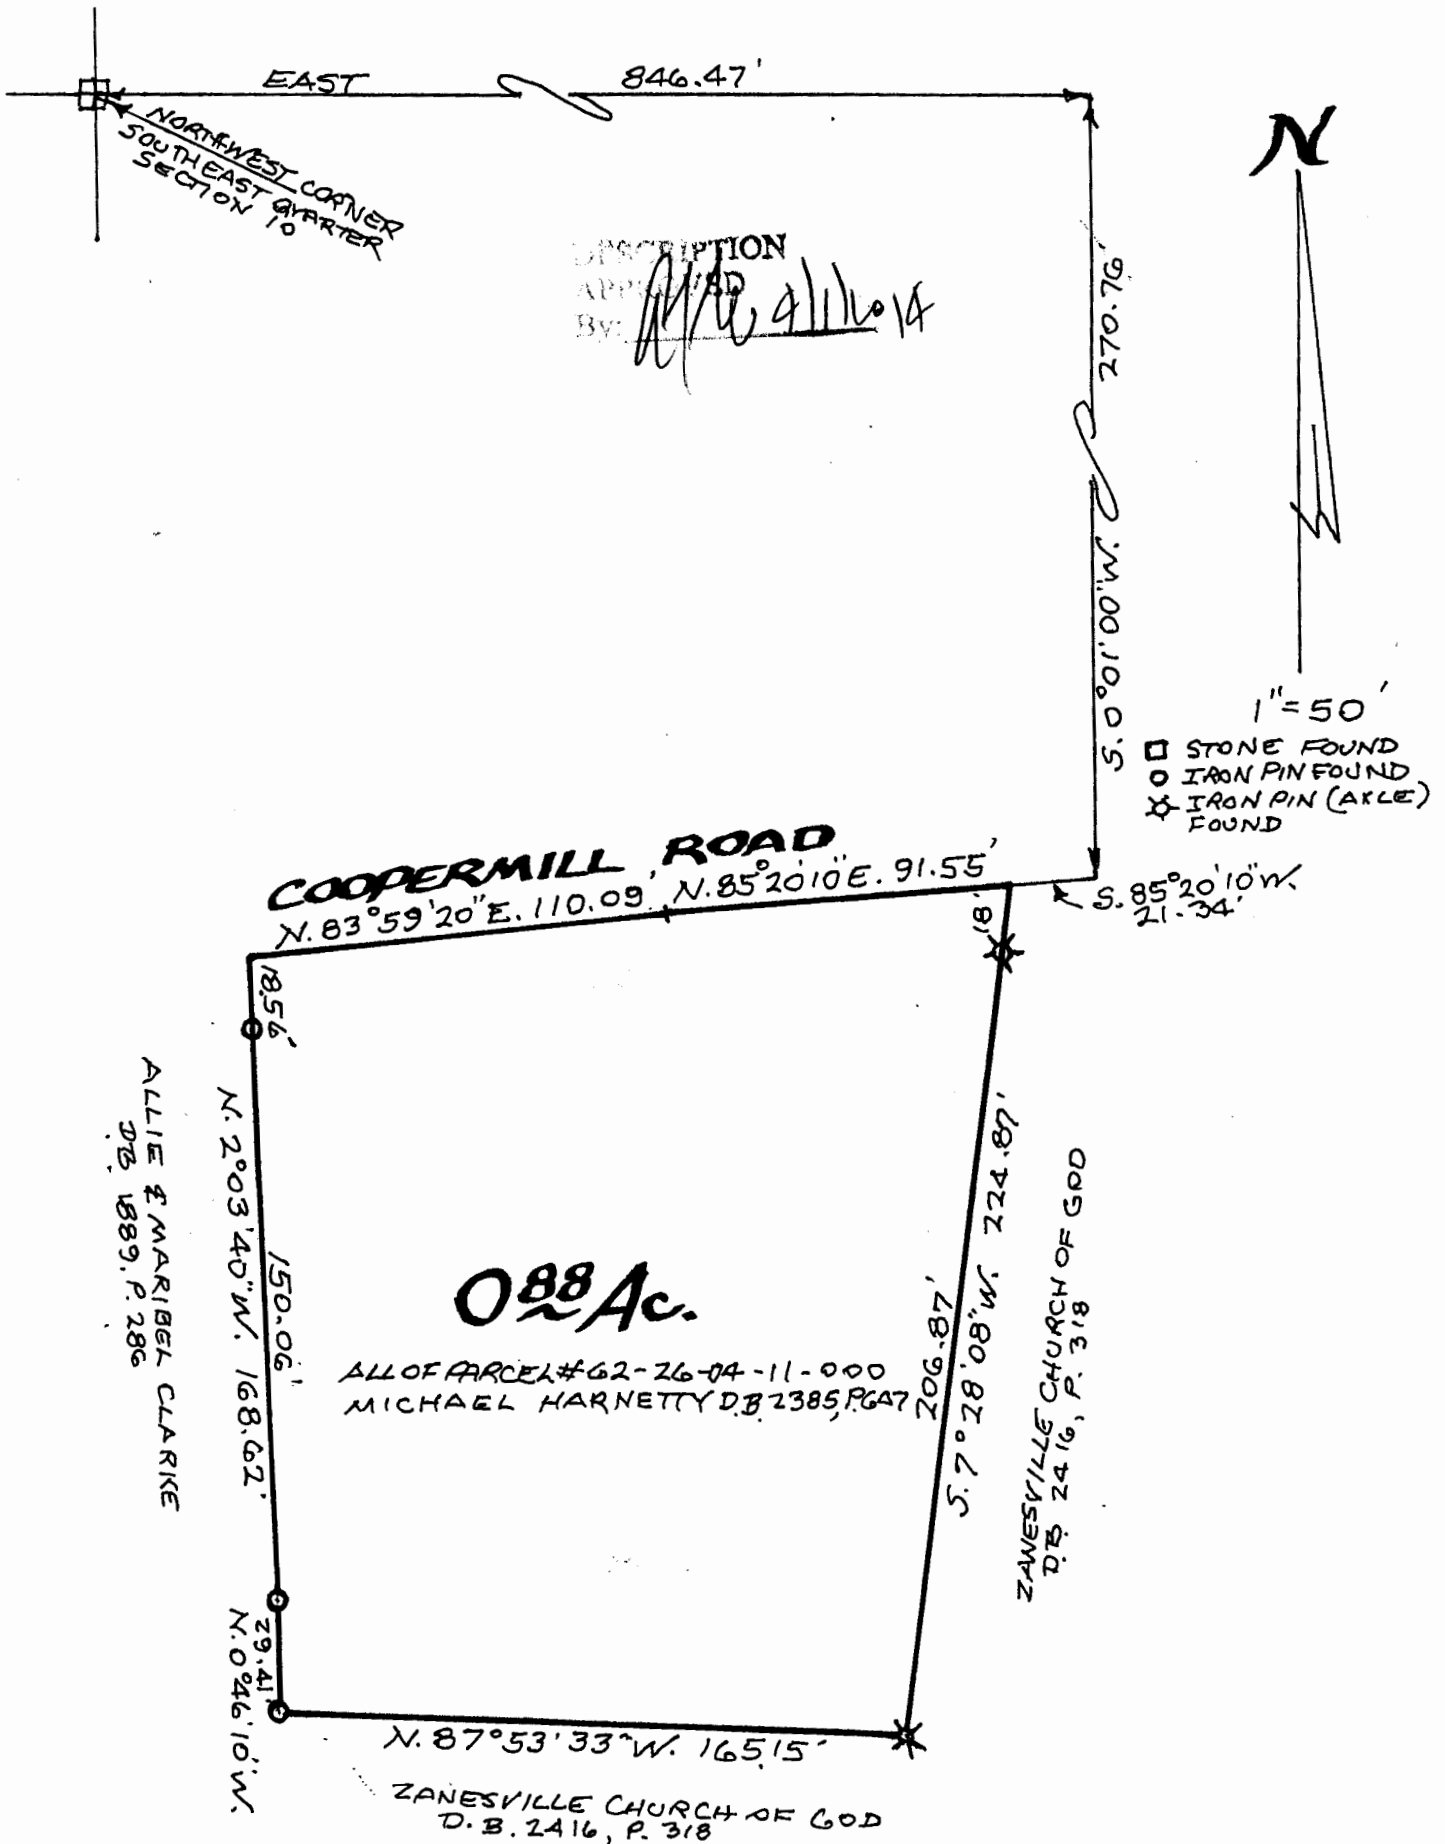 EAST
846.47'
NORTHWEST CORNER
SOUTHEAST QUARTER
SECTION 10
N
DESCRIPTION
APPROVED
By:
270.76'
S. 0°01'00"W.
1"=50'
STONE FOUND
IRON PIN FOUND
IRON PIN (AXLE)
FOUND
COOPERMILL ROAD
N. 83°59'20"E. 110.09'
N. 85°20'10"E. 91.55'
S. 85°20'10"W.
21.34'
18'
18.56'
ALLIE & MARIBEL CLARKE
D.B. 1889, P. 286
N. 2°03'40"W. 168.62'
150.06'
0.88 Ac.
ALL OF PARCEL # 62-26-04-11-000
MICHAEL HARNETTY D.B. 2385, P. 647
206.87'
S. 7°28'08"W. 224.87'
ZANESVILLE CHURCH OF GOD
D.B. 2416, P. 318
29.41'
N. 0°46'10"W.
N. 87°53'33"W. 165.15'
ZANESVILLE CHURCH OF GOD
D.B. 2416, P. 318